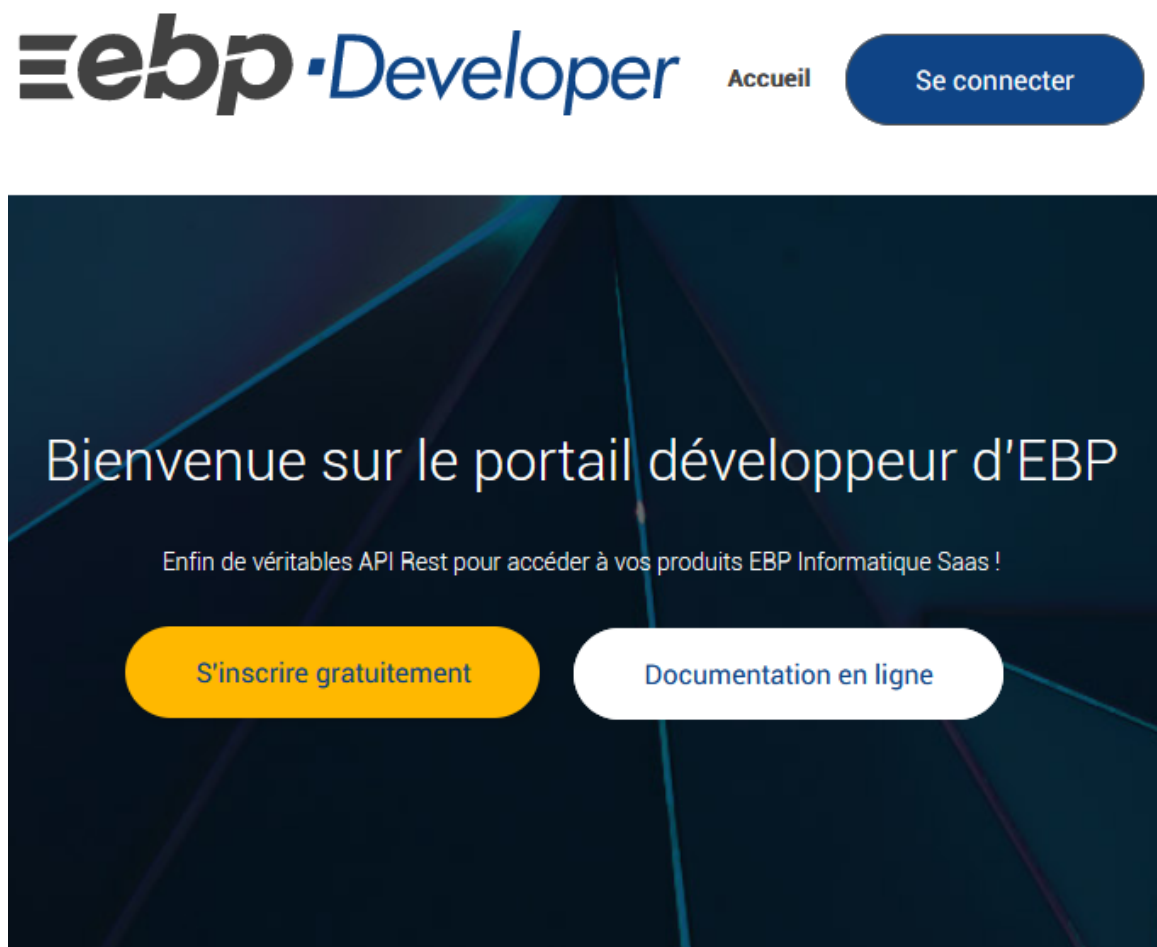 ebp Developer
Accueil
Se connecter
Bienvenue sur le portail développeur d'EBP
Enfin de véritables API Rest pour accéder à vos produits EBP Informatique Saas !
S'inscrire gratuitement
Documentation en ligne